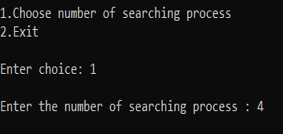 1.Choose number of searching process
2.Exit
Enter choice: 1
Enter the number of searching process : 4